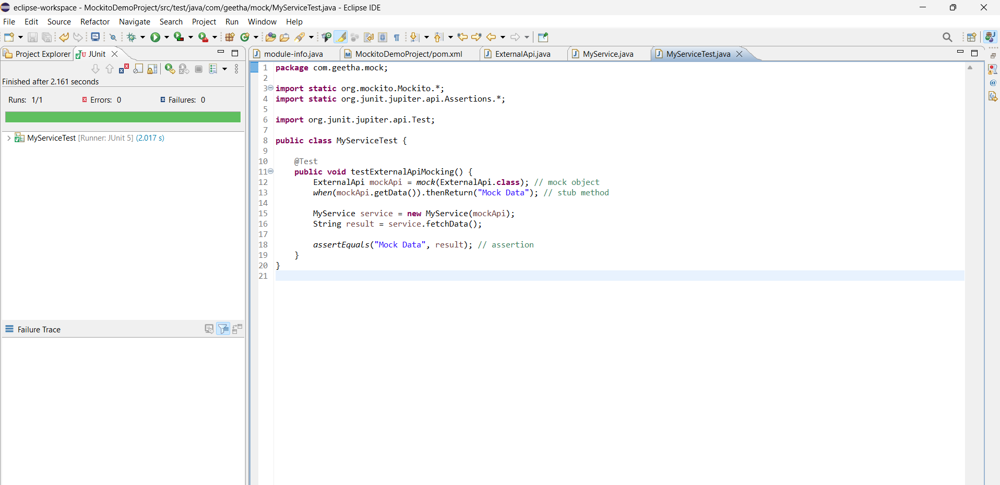 eclipse-workspace - MockitoDemoProject/src/test/java/com/geetha/mock/MyServiceTest.java - Eclipse IDE
File Edit Source Refactor Navigate Search Project Run Window Help
Project Explorer JUnit
module-info.java MockitoDemoProject/pom.xml ExternalApi.java MyService.java MyServiceTest.java
Finished after 2.161 seconds
Runs: 1/1 Errors: 0 Failures: 0
MyServiceTest [Runner: JUnit 5] (2.017 s)
Failure Trace
1 package com.geetha.mock;
2
3 import static org.mockito.Mockito.*;
4 import static org.junit.jupiter.api.Assertions.*;
5
6 import org.junit.jupiter.api.Test;
7
8 public class MyServiceTest {
9
10     @Test
11     public void testExternalApiMocking() {
12         ExternalApi mockApi = mock(ExternalApi.class); // mock object
13         when(mockApi.getData()).thenReturn("Mock Data"); // stub method
14
15         MyService service = new MyService(mockApi);
16         String result = service.fetchData();
17
18         assertEquals("Mock Data", result); // assertion
19     }
20 }
21